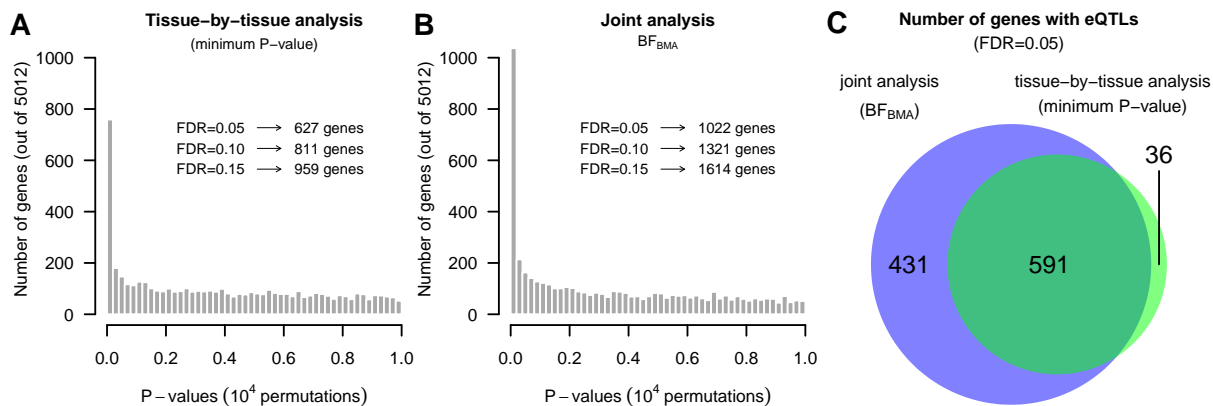 A
Tissue−by−tissue analysis
(minimum P−value)
Number of genes (out of 5012)
1000
800
600
400
200
0
FDR=0.05 → 627 genes
FDR=0.10 → 811 genes
FDR=0.15 → 959 genes
0.0 0.2 0.4 0.6 0.8 1.0
P−values (10^4 permutations)
B
Joint analysis
BF_BMA
Number of genes (out of 5012)
1000
800
600
400
200
0
FDR=0.05 → 1022 genes
FDR=0.10 → 1321 genes
FDR=0.15 → 1614 genes
0.0 0.2 0.4 0.6 0.8 1.0
P−values (10^4 permutations)
C
Number of genes with eQTLs
(FDR=0.05)
joint analysis
(BF_BMA)
tissue−by−tissue analysis
(minimum P−value)
36
431
591